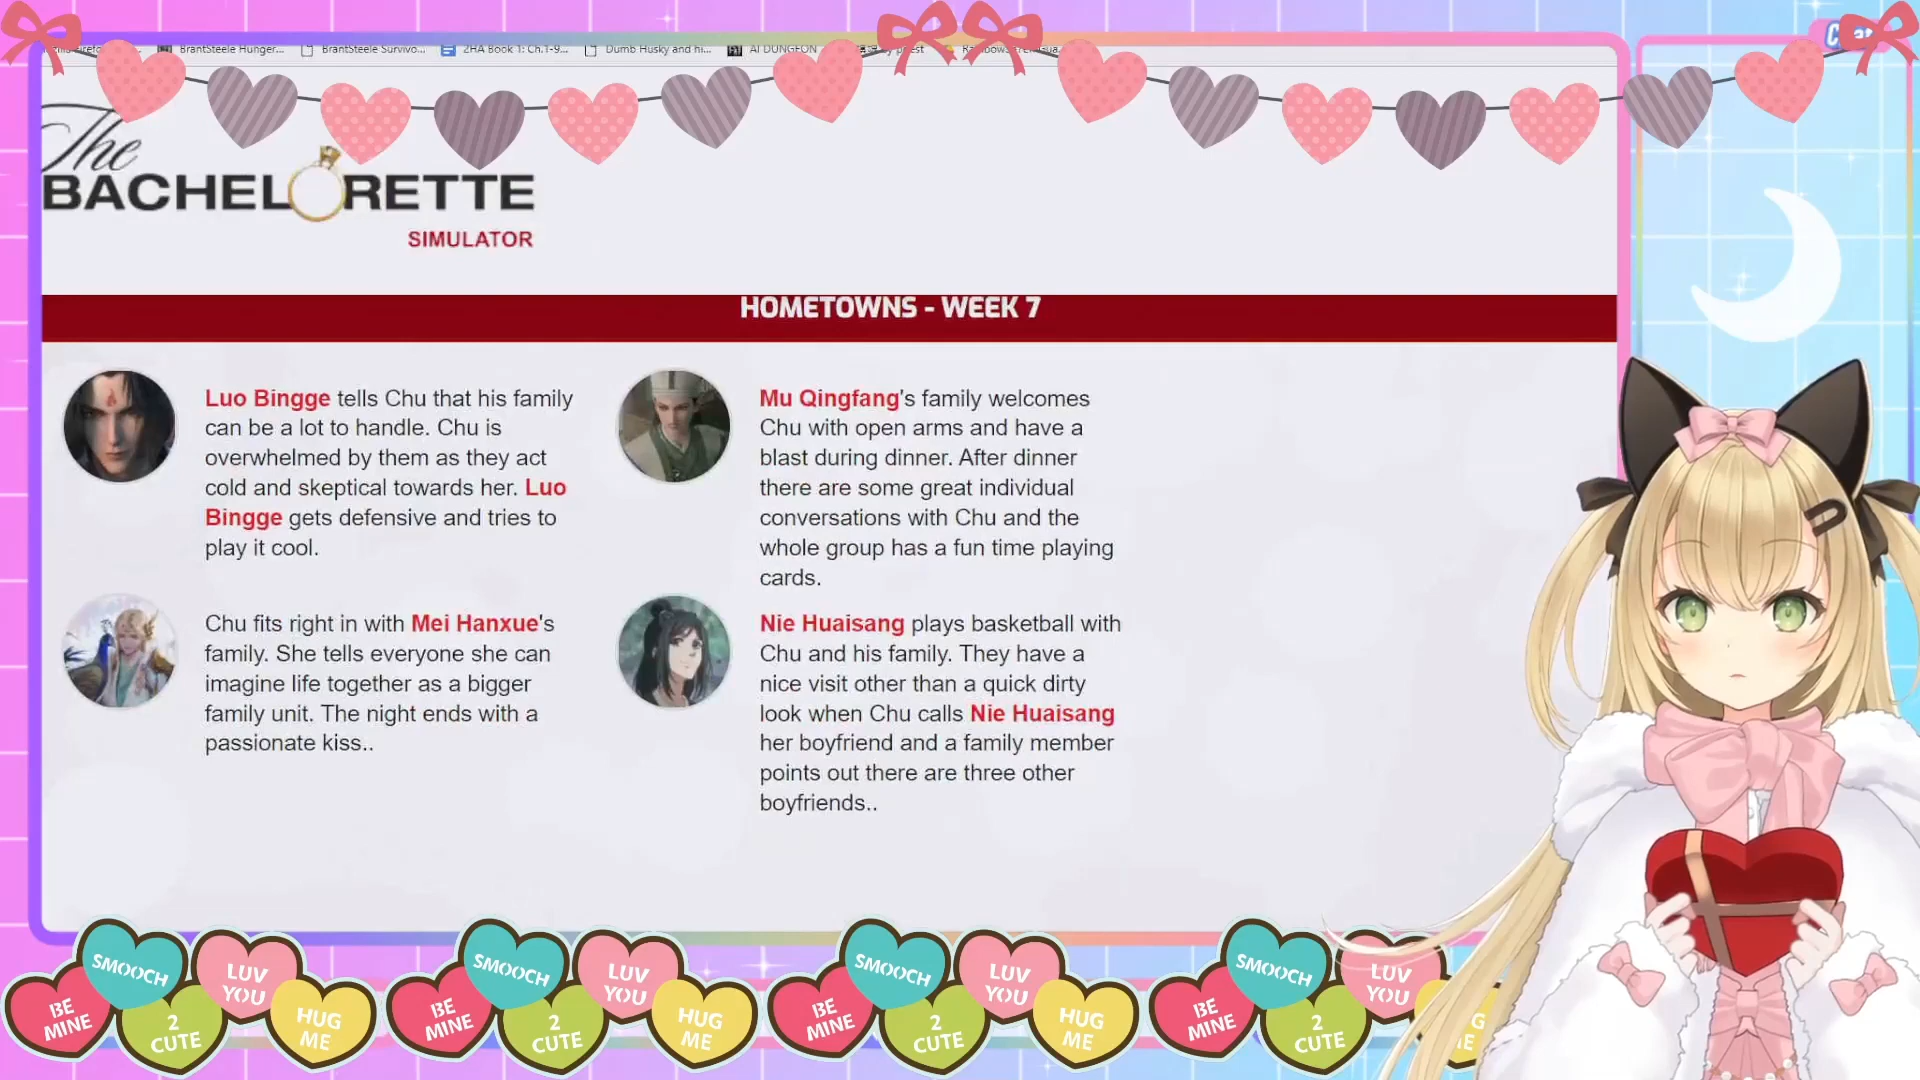 BrantSteele Hunger...
BrantSteele Survivo...
2HA Book 1: Ch.1-9...
Dumb Husky and hi...
AI DUNGEON
The
BACHELORETTE
SIMULATOR
HOMETOWNS - WEEK 7
Luo Bingge tells Chu that his family
can be a lot to handle. Chu is
overwhelmed by them as they act
cold and skeptical towards her. Luo
Bingge gets defensive and tries to
play it cool.
Mu Qingfang's family welcomes
Chu with open arms and have a
blast during dinner. After dinner
there are some great individual
conversations with Chu and the
whole group has a fun time playing
cards.
Chu fits right in with Mei Hanxue's
family. She tells everyone she can
imagine life together as a bigger
family unit. The night ends with a
passionate kiss..
Nie Huaisang plays basketball with
Chu and his family. They have a
nice visit other than a quick dirty
look when Chu calls Nie Huaisang
her boyfriend and a family member
points out there are three other
boyfriends..
BE
MINE
SMOOCH
2
CUTE
LUV
YOU
HUG
ME
BE
MINE
SMOOCH
2
CUTE
LUV
YOU
HUG
ME
BE
MINE
SMOOCH
2
CUTE
LUV
YOU
HUG
ME
BE
MINE
SMOOCH
2
CUTE
LUV
YOU